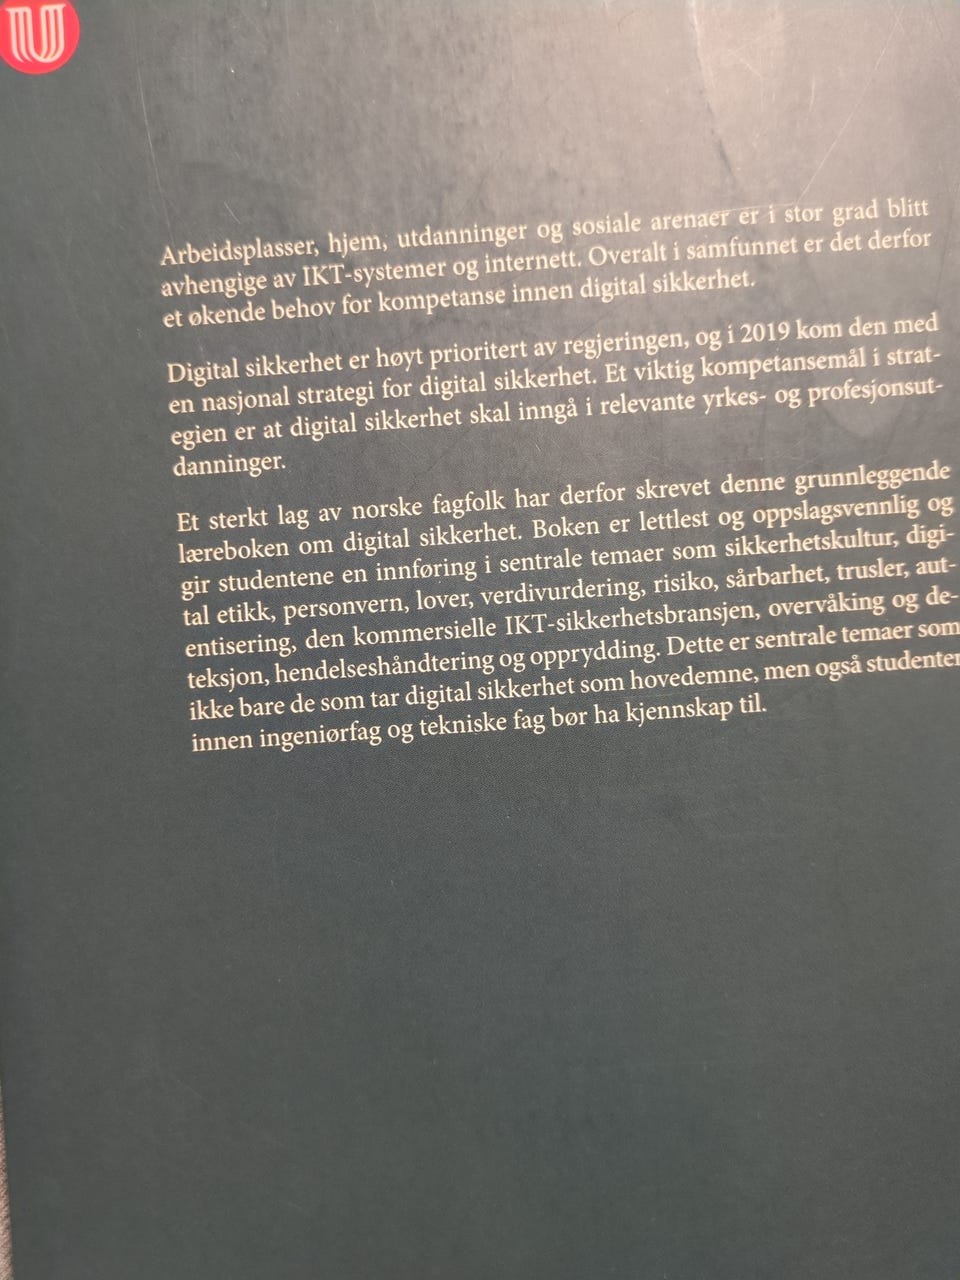 U
Arbeidsplasser, hjem, utdanninger og sosiale arenaer er i stor grad blitt
avhengige av IKT-systemer og internett. Overalt i samfunnet er det derfor
et økende behov for kompetanse innen digital sikkerhet.
Digital sikkerhet er høyt prioritert av regjeringen, og i 2019 kom den med
en nasjonal strategi for digital sikkerhet. Et viktig kompetansemål i strat-
egien er at digital sikkerhet skal inngå i relevante yrkes- og profesjonsut-
danninger.
Et sterkt lag av norske fagfolk har derfor skrevet denne grunnleggende
læreboken om digital sikkerhet. Boken er lettlest og oppslagsvennlig og
gir studentene en innføring i sentrale temaer som sikkerhetskultur, digi-
tal etikk, personvern, lover, verdivurdering, risiko, sårbarhet, trusler, aut-
entisering, den kommersielle IKT-sikkerhetsbransjen, overvåking og de-
teksjon, hendelseshåndtering og opprydding. Dette er sentrale temaer som
ikke bare de som tar digital sikkerhet som hovedemne, men også studenter
innen ingeniørfag og tekniske fag bør ha kjennskap til.